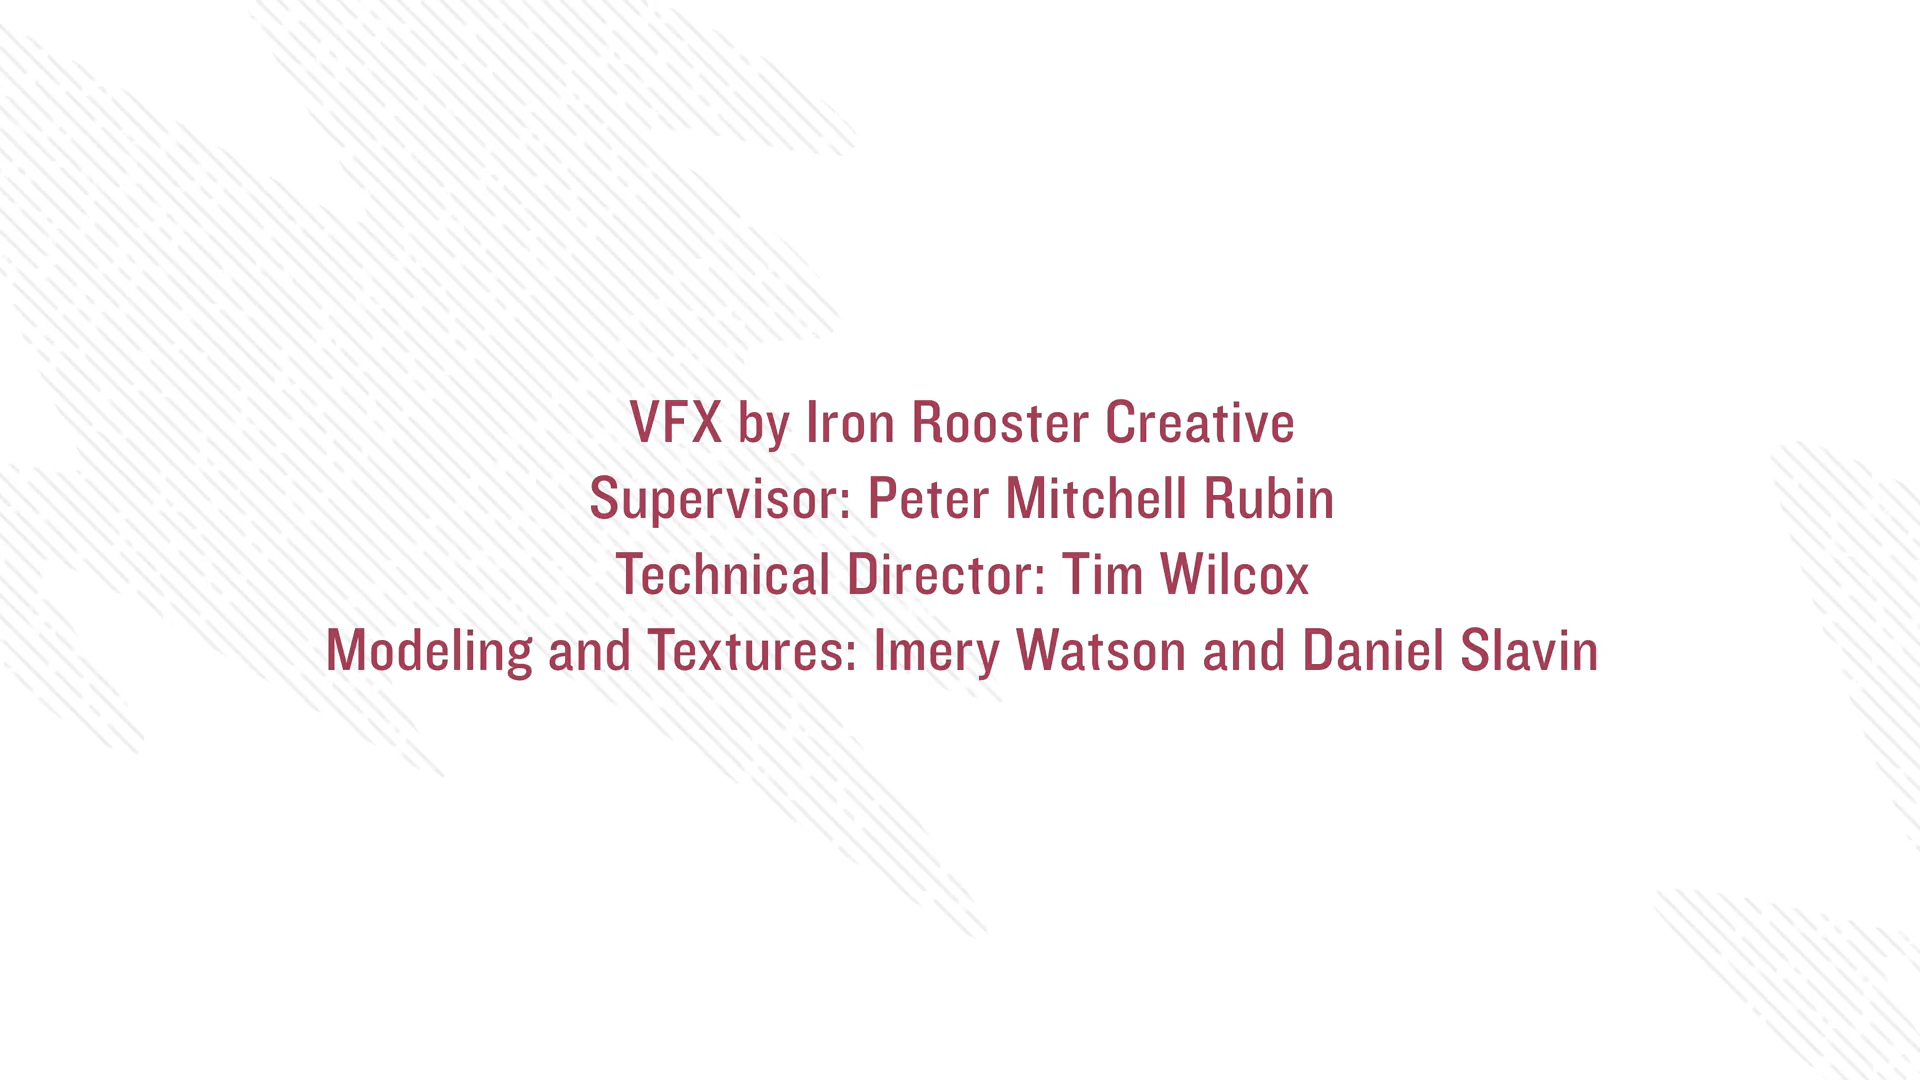 VFX by Iron Rooster Creative
Supervisor: Peter Mitchell Rubin
Technical Director: Tim Wilcox
Modeling and Textures: Imery Watson and Daniel Slavin